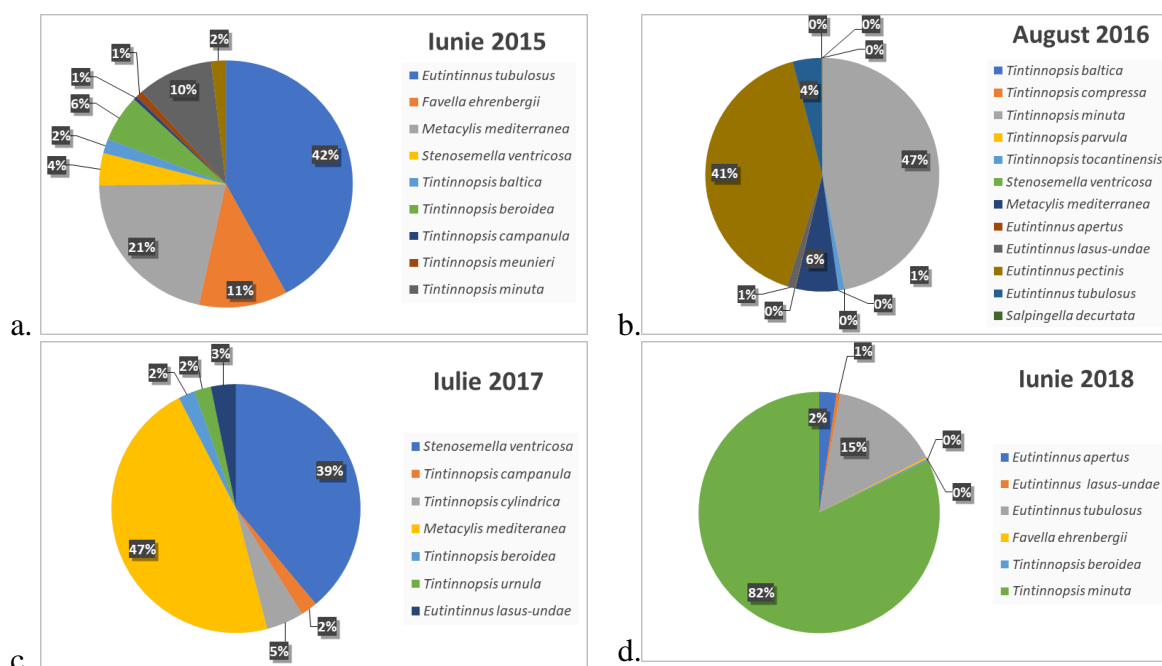 Iunie 2015
2%
1%
1%
10%
6%
2%
4%
42%
21%
11%
Eutintinnus tubulosus
Favella ehrenbergii
Metacylis mediterranea
Stenosemella ventricosa
Tintinnopsis baltica
Tintinnopsis beroidea
Tintinnopsis campanula
Tintinnopsis meunieri
Tintinnopsis minuta
a.
August 2016
0%
0%
0%
4%
47%
41%
6%
1%
1%
0%
0%
0%
Tintinnopsis baltica
Tintinnopsis compressa
Tintinnopsis minuta
Tintinnopsis parvula
Tintinnopsis tocantinensis
Stenosemella ventricosa
Metacylis mediterranea
Eutintinnus apertus
Eutintinnus lasus-undae
Eutintinnus pectinis
Eutintinnus tubulosus
Salpingella decurtata
b.
Iulie 2017
3%
2%
2%
39%
47%
2%
5%
Stenosemella ventricosa
Tintinnopsis campanula
Tintinnopsis cylindrica
Metacylis mediteranea
Tintinnopsis beroidea
Tintinnopsis urnula
Eutintinnus lasus-undae
c.
Iunie 2018
1%
2%
15%
0%
0%
82%
Eutintinnus apertus
Eutintinnus lasus-undae
Eutintinnus tubulosus
Favella ehrenbergii
Tintinnopsis beroidea
Tintinnopsis minuta
d.